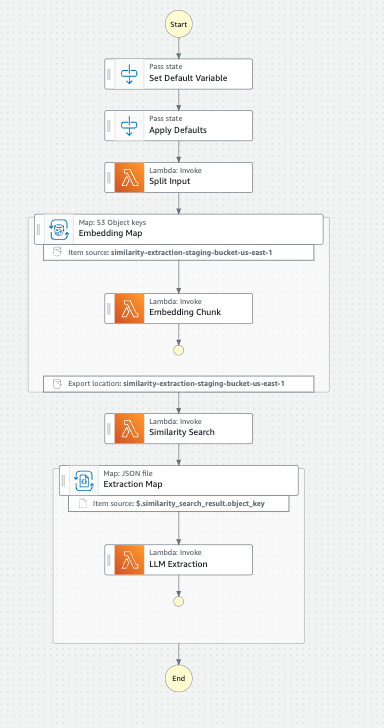 Start
Pass state
Set Default Variable
Pass state
Apply Defaults
Lambda: Invoke
Split Input
Map: S3 Object keys
Embedding Map
Item source: similarity-extraction-staging-bucket-us-east-1
Lambda: Invoke
Embedding Chunk
Export location: similarity-extraction-staging-bucket-us-east-1
Lambda: Invoke
Similarity Search
Map: JSON file
Extraction Map
Item source: $.similarity_search_result.object_key
Lambda: Invoke
LLM Extraction
End